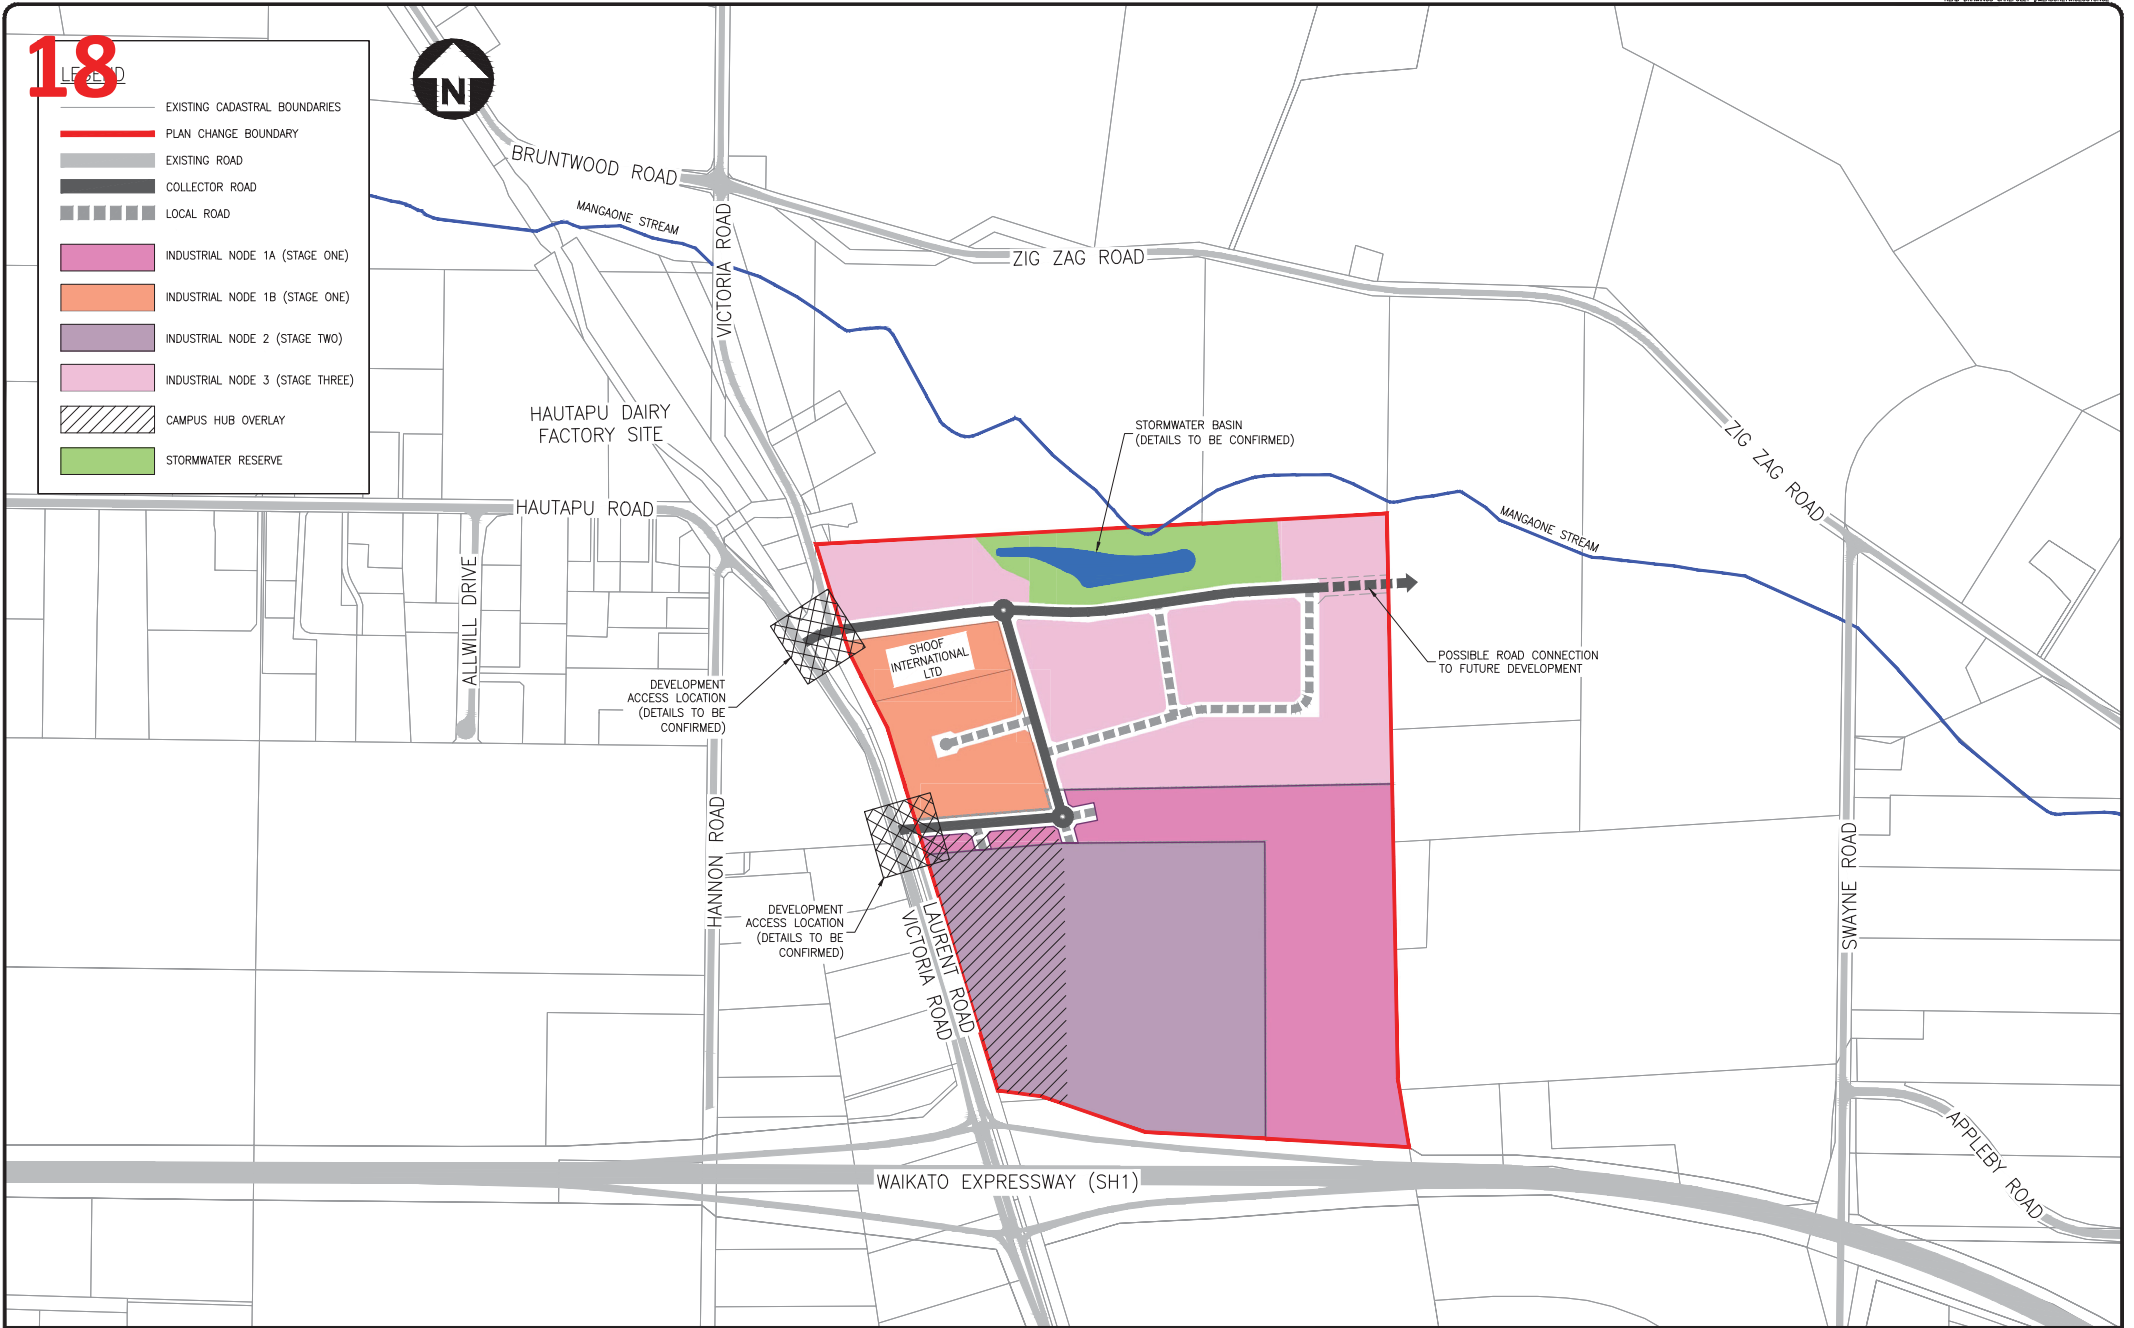 18
LEGEND
EXISTING CADASTRAL BOUNDARIES
PLAN CHANGE BOUNDARY
EXISTING ROAD
COLLECTOR ROAD
LOCAL ROAD
INDUSTRIAL NODE 1A (STAGE ONE)
INDUSTRIAL NODE 1B (STAGE ONE)
INDUSTRIAL NODE 2 (STAGE TWO)
INDUSTRIAL NODE 3 (STAGE THREE)
CAMPUS HUB OVERLAY
STORMWATER RESERVE
N
BRUNTWOOD ROAD
MANGAONE STREAM
VICTORIA ROAD
ZIG ZAG ROAD
HAUTAPU DAIRY
FACTORY SITE
STORMWATER BASIN
(DETAILS TO BE CONFIRMED)
ZIG ZAG ROAD
HAUTAPU ROAD
MANGAONE STREAM
ALLWILL DRIVE
SHOOF
INTERNATIONAL
LTD
POSSIBLE ROAD CONNECTION
TO FUTURE DEVELOPMENT
DEVELOPMENT
ACCESS LOCATION
(DETAILS TO BE
CONFIRMED)
HANNON ROAD
SWAYNE ROAD
DEVELOPMENT
ACCESS LOCATION
(DETAILS TO BE
CONFIRMED)
LAURENT ROAD
VICTORIA ROAD
APPLEBY ROAD
WAIKATO EXPRESSWAY (SH1)